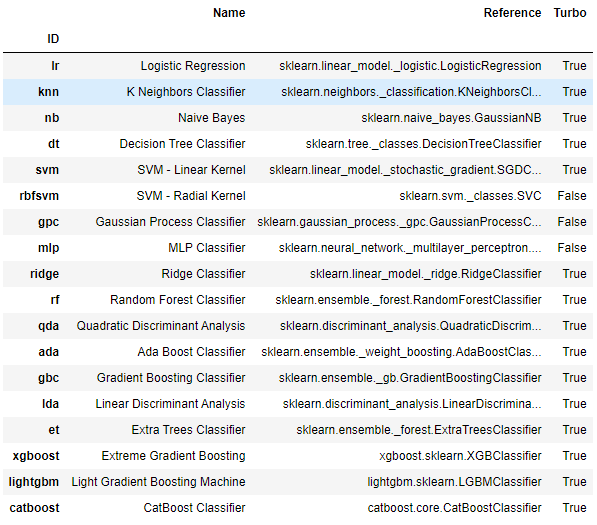 Name Reference Turbo
ID
lr Logistic Regression sklearn.linear_model._logistic.LogisticRegression True
knn K Neighbors Classifier sklearn.neighbors._classification.KNeighborsCl... True
nb Naive Bayes sklearn.naive_bayes.GaussianNB True
dt Decision Tree Classifier sklearn.tree._classes.DecisionTreeClassifier True
svm SVM - Linear Kernel sklearn.linear_model._stochastic_gradient.SGDC... True
rbfsvm SVM - Radial Kernel sklearn.svm._classes.SVC False
gpc Gaussian Process Classifier sklearn.gaussian_process._gpc.GaussianProcessC... False
mlp MLP Classifier sklearn.neural_network._multilayer_perceptron.... False
ridge Ridge Classifier sklearn.linear_model._ridge.RidgeClassifier True
rf Random Forest Classifier sklearn.ensemble._forest.RandomForestClassifier True
qda Quadratic Discriminant Analysis sklearn.discriminant_analysis.QuadraticDiscrim... True
ada Ada Boost Classifier sklearn.ensemble._weight_boosting.AdaBoostClas... True
gbc Gradient Boosting Classifier sklearn.ensemble._gb.GradientBoostingClassifier True
lda Linear Discriminant Analysis sklearn.discriminant_analysis.LinearDiscrimina... True
et Extra Trees Classifier sklearn.ensemble._forest.ExtraTreesClassifier True
xgboost Extreme Gradient Boosting xgboost.sklearn.XGBClassifier True
lightgbm Light Gradient Boosting Machine lightgbm.sklearn.LGBMClassifier True
catboost CatBoost Classifier catboost.core.CatBoostClassifier True